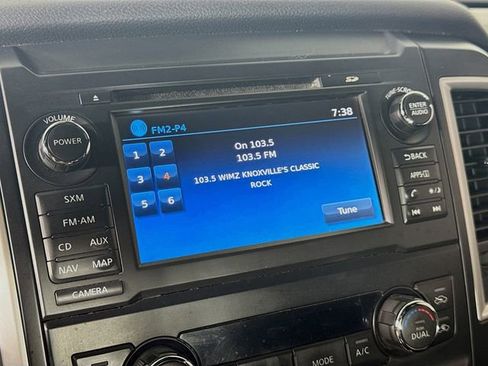 VOLUME
POWER
SXM
FM•AM
CD AUX
NAV MAP
CAMERA
FM2-P4
7:38
1 2
3 4
5 6
On 103.5
103.5 FM
103.5 WIMZ KNOXVILLE'S CLASSIC
ROCK
Tune
TUNE•SCROLL
ENTER
AUDIO
BACK
APPS
MODE
A/C
PUSH
DUAL